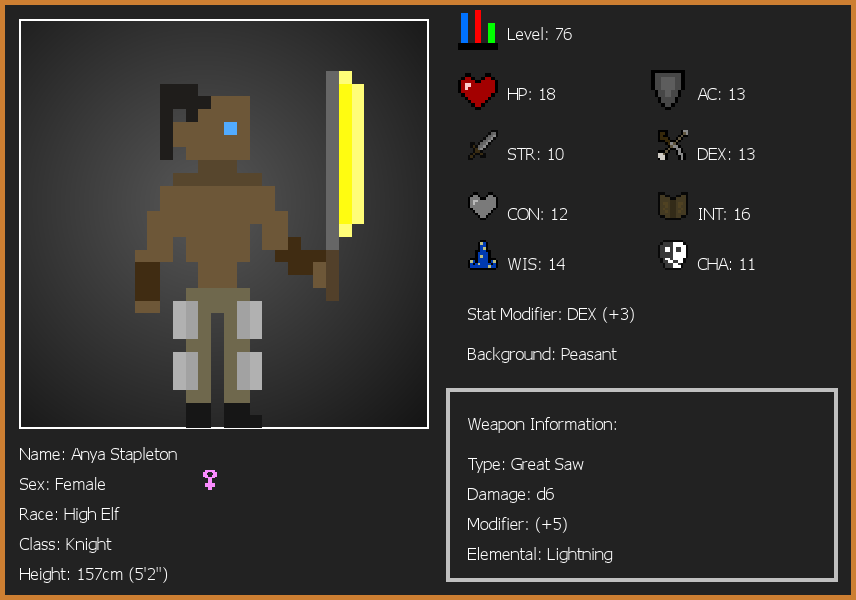 Level: 76
HP: 18
AC: 13
STR: 10
DEX: 13
CON: 12
INT: 16
WIS: 14
CHA: 11
Stat Modifier: DEX (+3)
Background: Peasant
Weapon Information:
Type: Great Saw
Damage: d6
Modifier: (+5)
Elemental: Lightning
Name: Anya Stapleton
Sex: Female
Race: High Elf
Class: Knight
Height: 157cm (5'2")